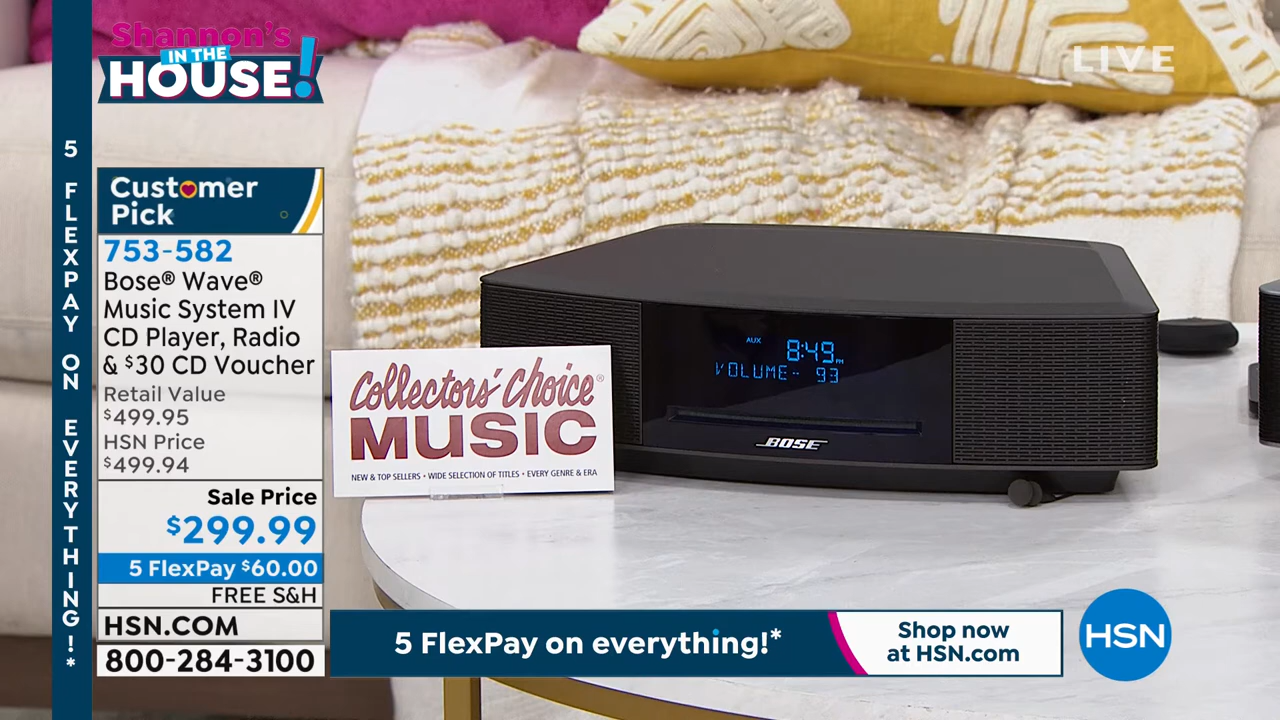 Shannon's
IN THE
HOUSE!
LIVE
5 FLEXPAY ON EVERYTHING!*
Customer
Pick
753-582
Bose® Wave®
Music System IV
CD Player, Radio
& $30 CD Voucher
Retail Value
$499.95
HSN Price
$499.94
Sale Price
$299.99
5 FlexPay $60.00
FREE S&H
HSN.COM
800-284-3100
Collectors' Choice®
MUSIC
NEW & TOP SELLERS • WIDE SELECTION OF TITLES • EVERY GENRE & ERA
AUX
8:49
VOLUME- 93
BOSE
5 FlexPay on everything!*
Shop now
at HSN.com
HSN